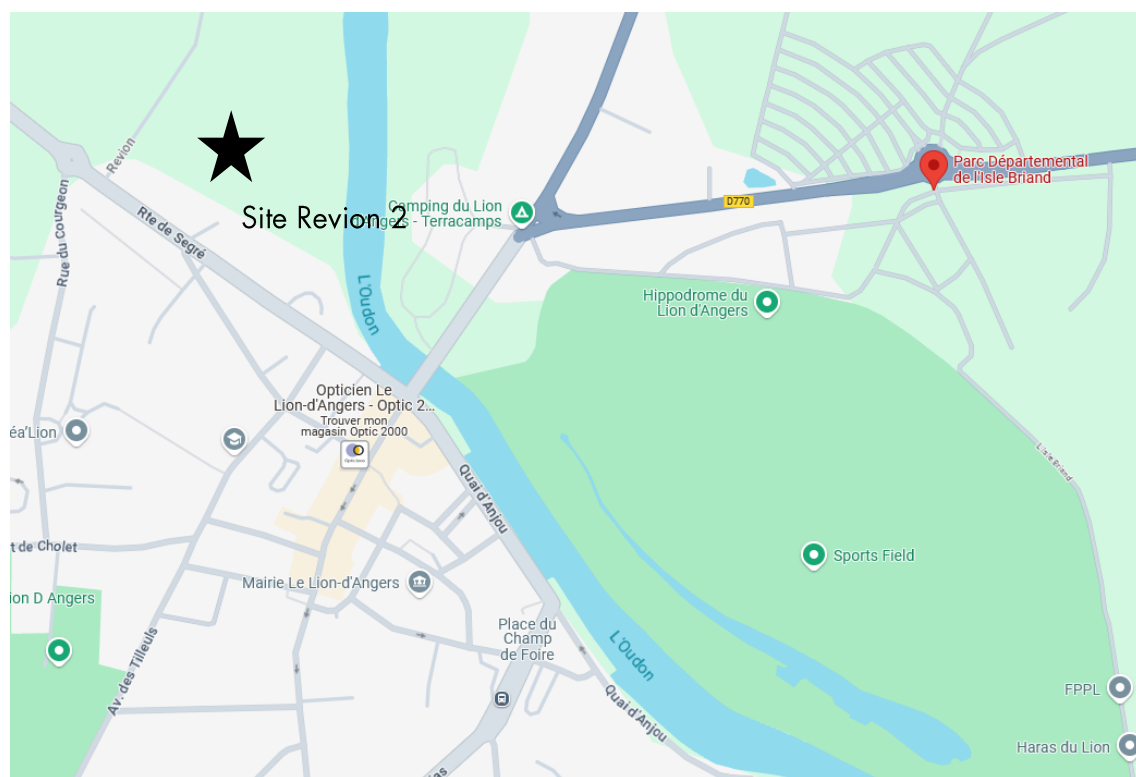 Revion
Rue du Courgeon
Rte de Segré
Site Revion 2
Camping du Lion
d'Angers - Terracamps
D770
Parc Départemental
de l'Isle Briand
L'Oudon
Hippodrome du
Lion d'Angers
Opticien Le
Lion-d'Angers - Optic 2...
Trouver mon
magasin Optic 2000
éa'Lion
Quai d'Anjou
L'Isle Briand
t de Cholet
Sports Field
Mairie Le Lion-d'Angers
ion D Angers
Place du
Champ
de Foire
L'Oudon
Av. des Tilleuls
Quai d'Anjou
FPPL
Haras du Lion
as